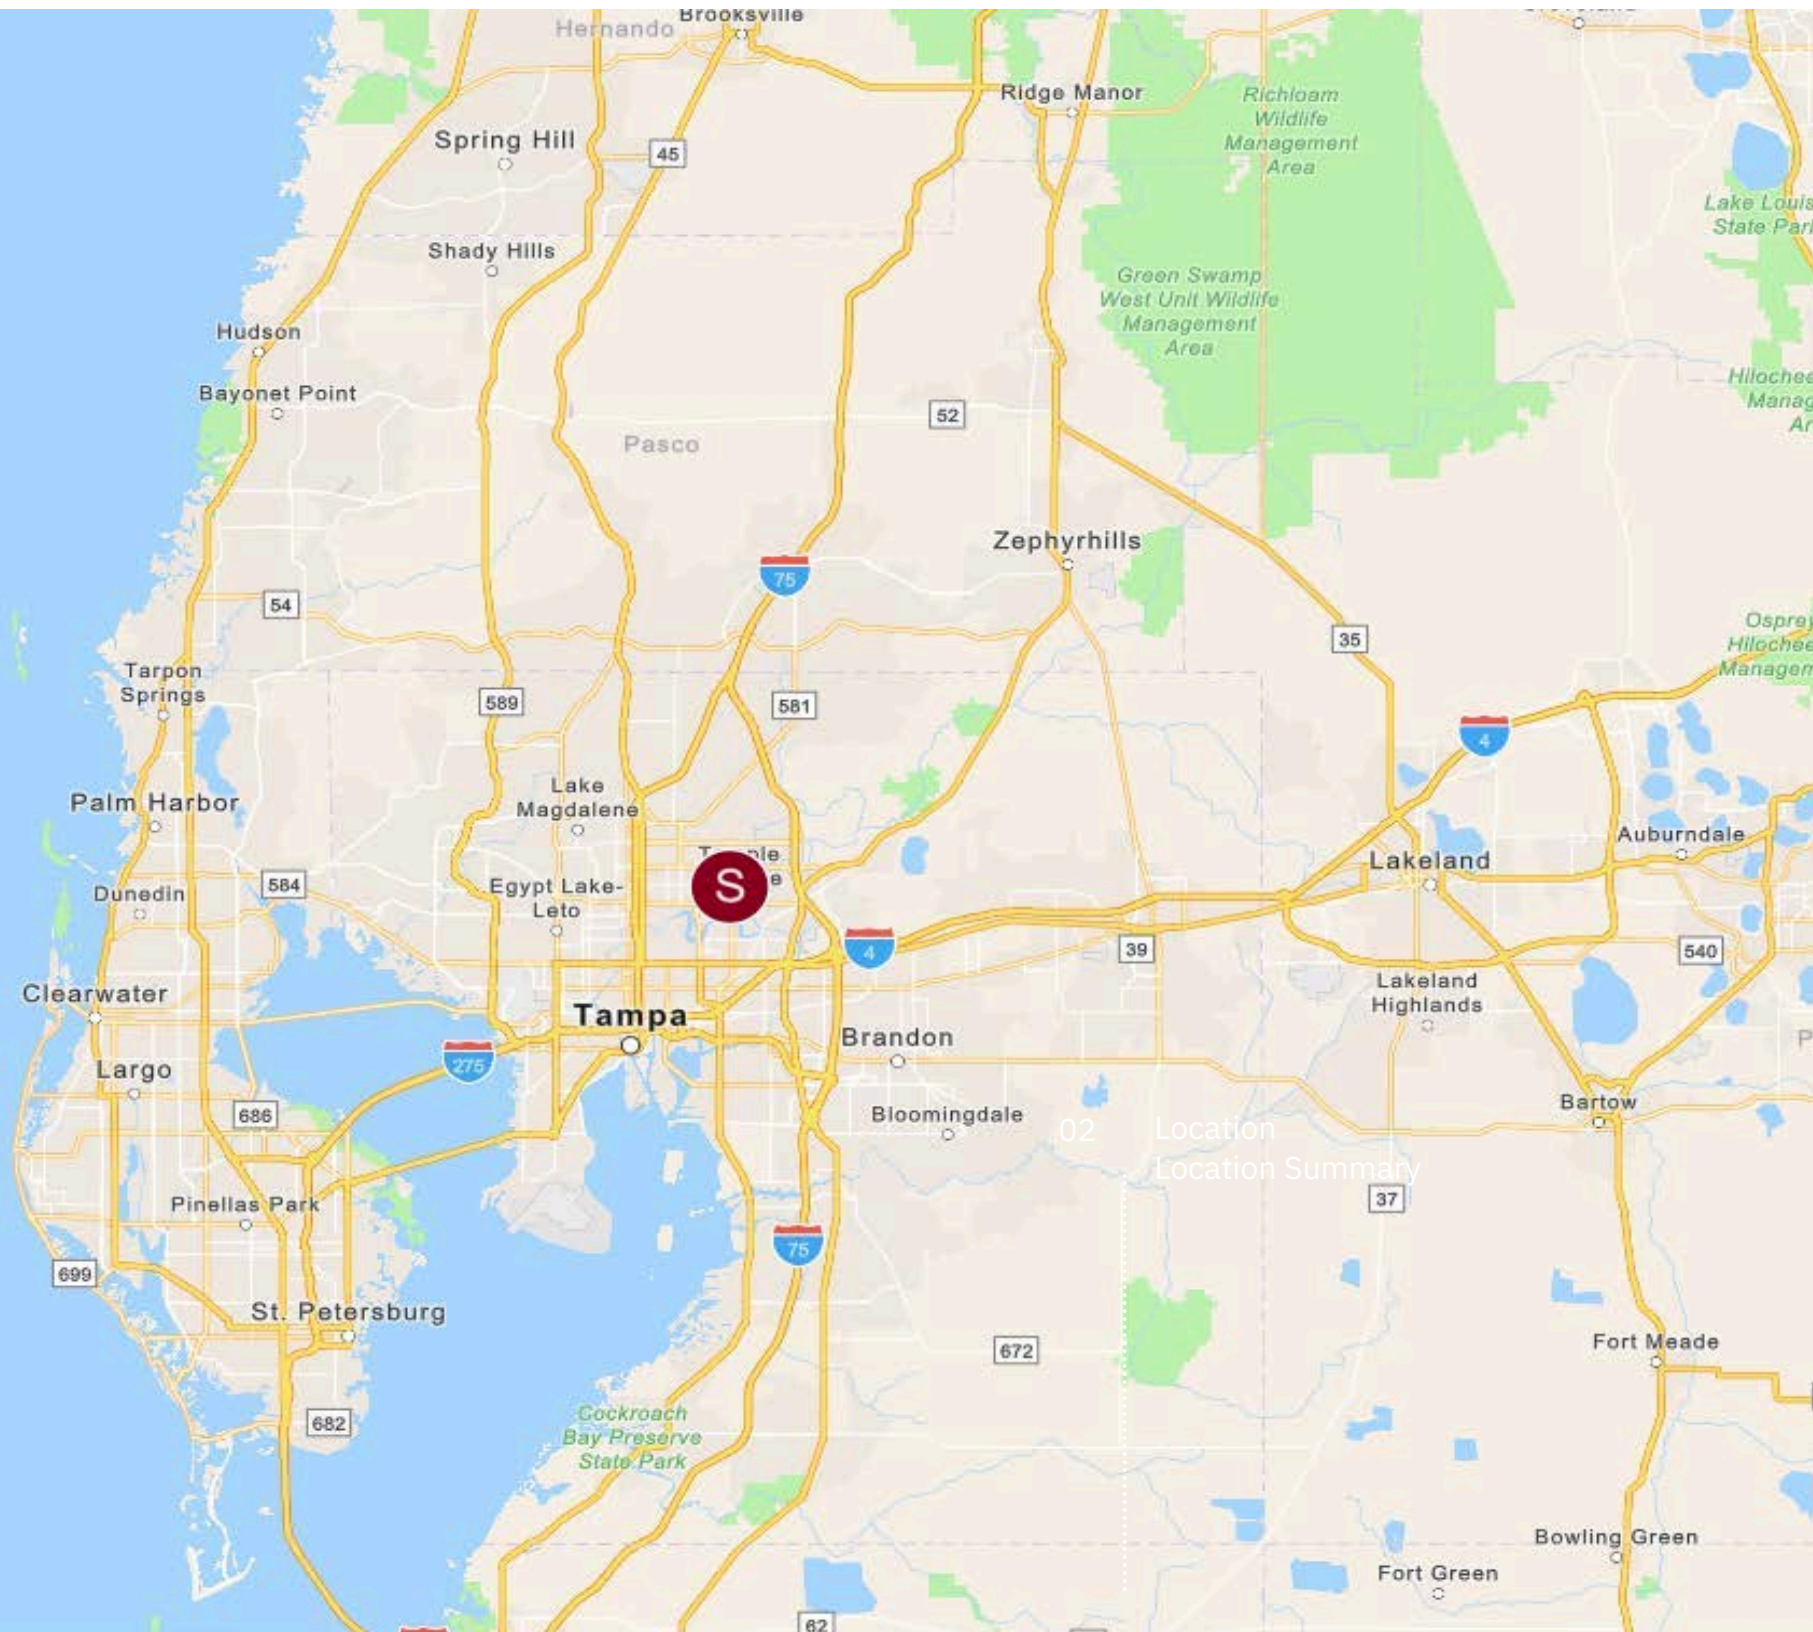 Brooksville
Hernando
Ridge Manor
Richloam
Wildlife
Management
Area
Spring Hill
45
Lake Louis
State Par
Shady Hills
Green Swamp
West Unit Wildlife
Management
Area
Hudson
Bayonet Point
Hilochee
Manag
Ar
52
Pasco
Zephyrhills
75
54
35
Osprey
Hilochee
Managem
Tarpon
Springs
589
581
4
Lake
Magdalene
Palm Harbor
Auburndale
Lakeland
S
584
Dunedin
Egypt Lake-
Leto
4
39
540
Lakeland
Highlands
Clearwater
Tampa
Brandon
275
Largo
686
Bloomingdale
Bartow
02
Location
Location Summary
37
Pinellas Park
75
699
St. Petersburg
672
Fort Meade
682
Cockroach
Bay Preserve
State Park
Bowling Green
Fort Green
62